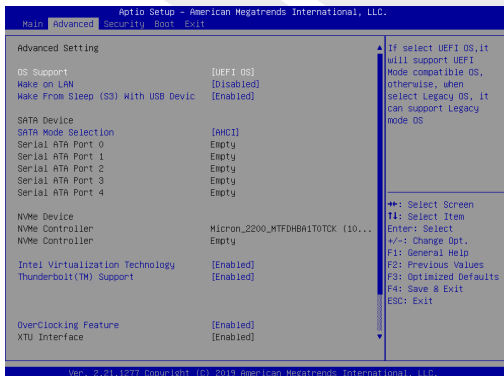 Aptio Setup - American Megatrends International, LLC.
Main Advanced Security Boot Exit
Advanced Setting
OS Support [UEFI OS]
Wake on LAN [Disabled]
Wake From Sleep (S3) With USB Devic [Enabled]
SATA Device
SATA Mode Selection [AHCI]
Serial ATA Port 0 Empty
Serial ATA Port 1 Empty
Serial ATA Port 2 Empty
Serial ATA Port 3 Empty
Serial ATA Port 4 Empty
NVMe Device
NVMe Controller Micron_2200_MTFDHBA1T0TCK (10...
NVMe Controller Empty
Intel Virtualization Technology [Enabled]
Thunderbolt(TM) Support [Enabled]
OverClocking Feature [Enabled]
XTU Interface [Enabled]
If select UEFI OS,it
will support UEFI
Mode compatible OS,
otherwise, when
select Legacy OS, it
can support Legacy
mode OS
→←: Select Screen
↑↓: Select Item
Enter: Select
+/-: Change Opt.
F1: General Help
F2: Previous Values
F3: Optimized Defaults
F4: Save & Exit
ESC: Exit
Ver. 2.21.1277 Copyright (C) 2019 American Megatrends International, LLC.